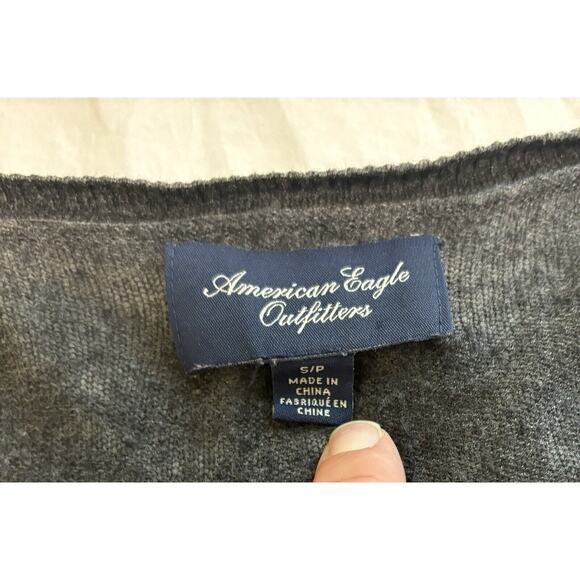 American Eagle
Outfitters
S/P
MADE IN
CHINA
FABRIQUÉ EN
CHINE